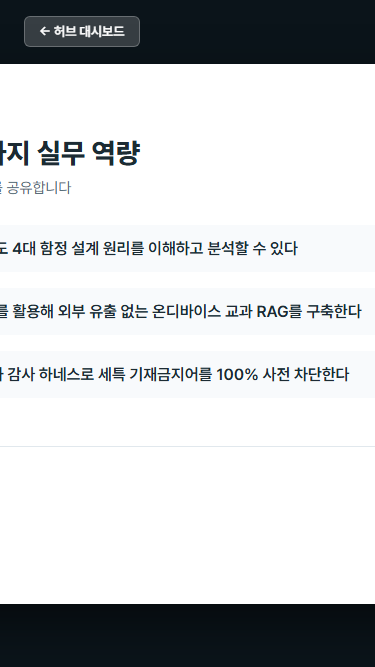 ← 허브 대시보드
가지 실무 역량
를 공유합니다
도 4대 함정 설계 원리를 이해하고 분석할 수 있다
를 활용해 외부 유출 없는 온디바이스 교과 RAG를 구축한다
감사 하네스로 세특 기재금지어를 100% 사전 차단한다